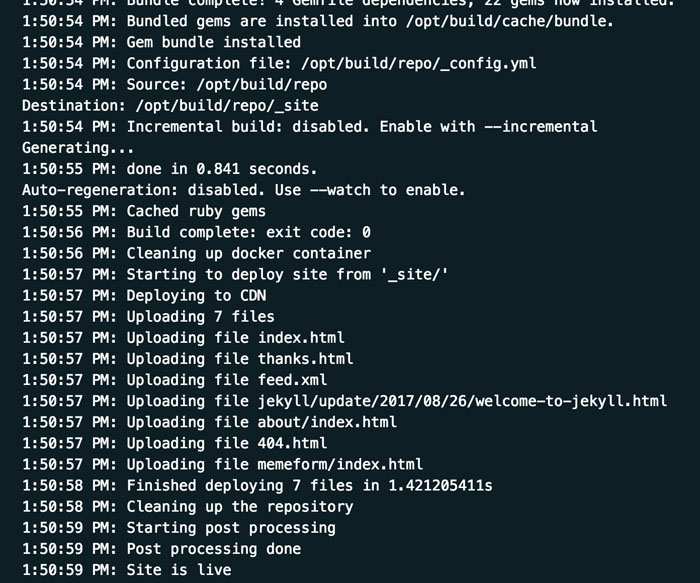 1:50:54 PM: Bundle complete! 4 Gemfile dependencies, 22 gems now installed.
1:50:54 PM: Bundled gems are installed into /opt/build/cache/bundle.
1:50:54 PM: Gem bundle installed
1:50:54 PM: Configuration file: /opt/build/repo/_config.yml
1:50:54 PM: Source: /opt/build/repo
Destination: /opt/build/repo/_site
1:50:54 PM: Incremental build: disabled. Enable with --incremental
Generating...
1:50:55 PM: done in 0.841 seconds.
Auto-regeneration: disabled. Use --watch to enable.
1:50:55 PM: Cached ruby gems
1:50:56 PM: Build complete: exit code: 0
1:50:56 PM: Cleaning up docker container
1:50:57 PM: Starting to deploy site from '_site/'
1:50:57 PM: Deploying to CDN
1:50:57 PM: Uploading 7 files
1:50:57 PM: Uploading file index.html
1:50:57 PM: Uploading file thanks.html
1:50:57 PM: Uploading file feed.xml
1:50:57 PM: Uploading file jekyll/update/2017/08/26/welcome-to-jekyll.html
1:50:57 PM: Uploading file about/index.html
1:50:57 PM: Uploading file 404.html
1:50:57 PM: Uploading file memeform/index.html
1:50:58 PM: Finished deploying 7 files in 1.421205411s
1:50:58 PM: Cleaning up the repository
1:50:59 PM: Starting post processing
1:50:59 PM: Post processing done
1:50:59 PM: Site is live